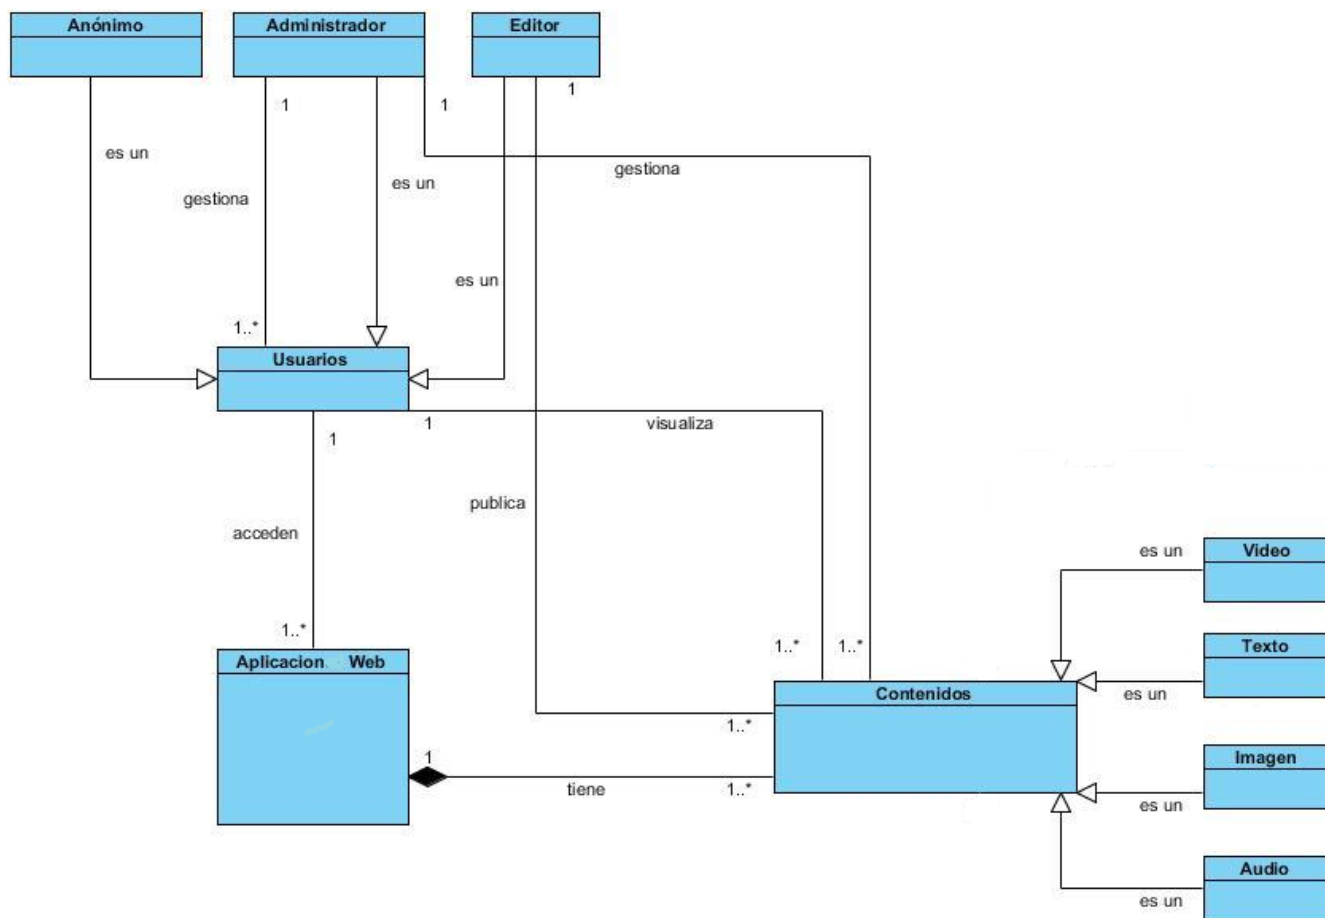 Anónimo
Administrador
Editor
1
1
1
es un
gestiona
es un
gestiona
es un
1..*
Usuarios
1
1
visualiza
publica
acceden
es un
Video
1..*
1..*
1..*
Aplicacion Web
Texto
es un
Contenidos
1..*
1
tiene
1..*
Imagen
es un
Audio
es un